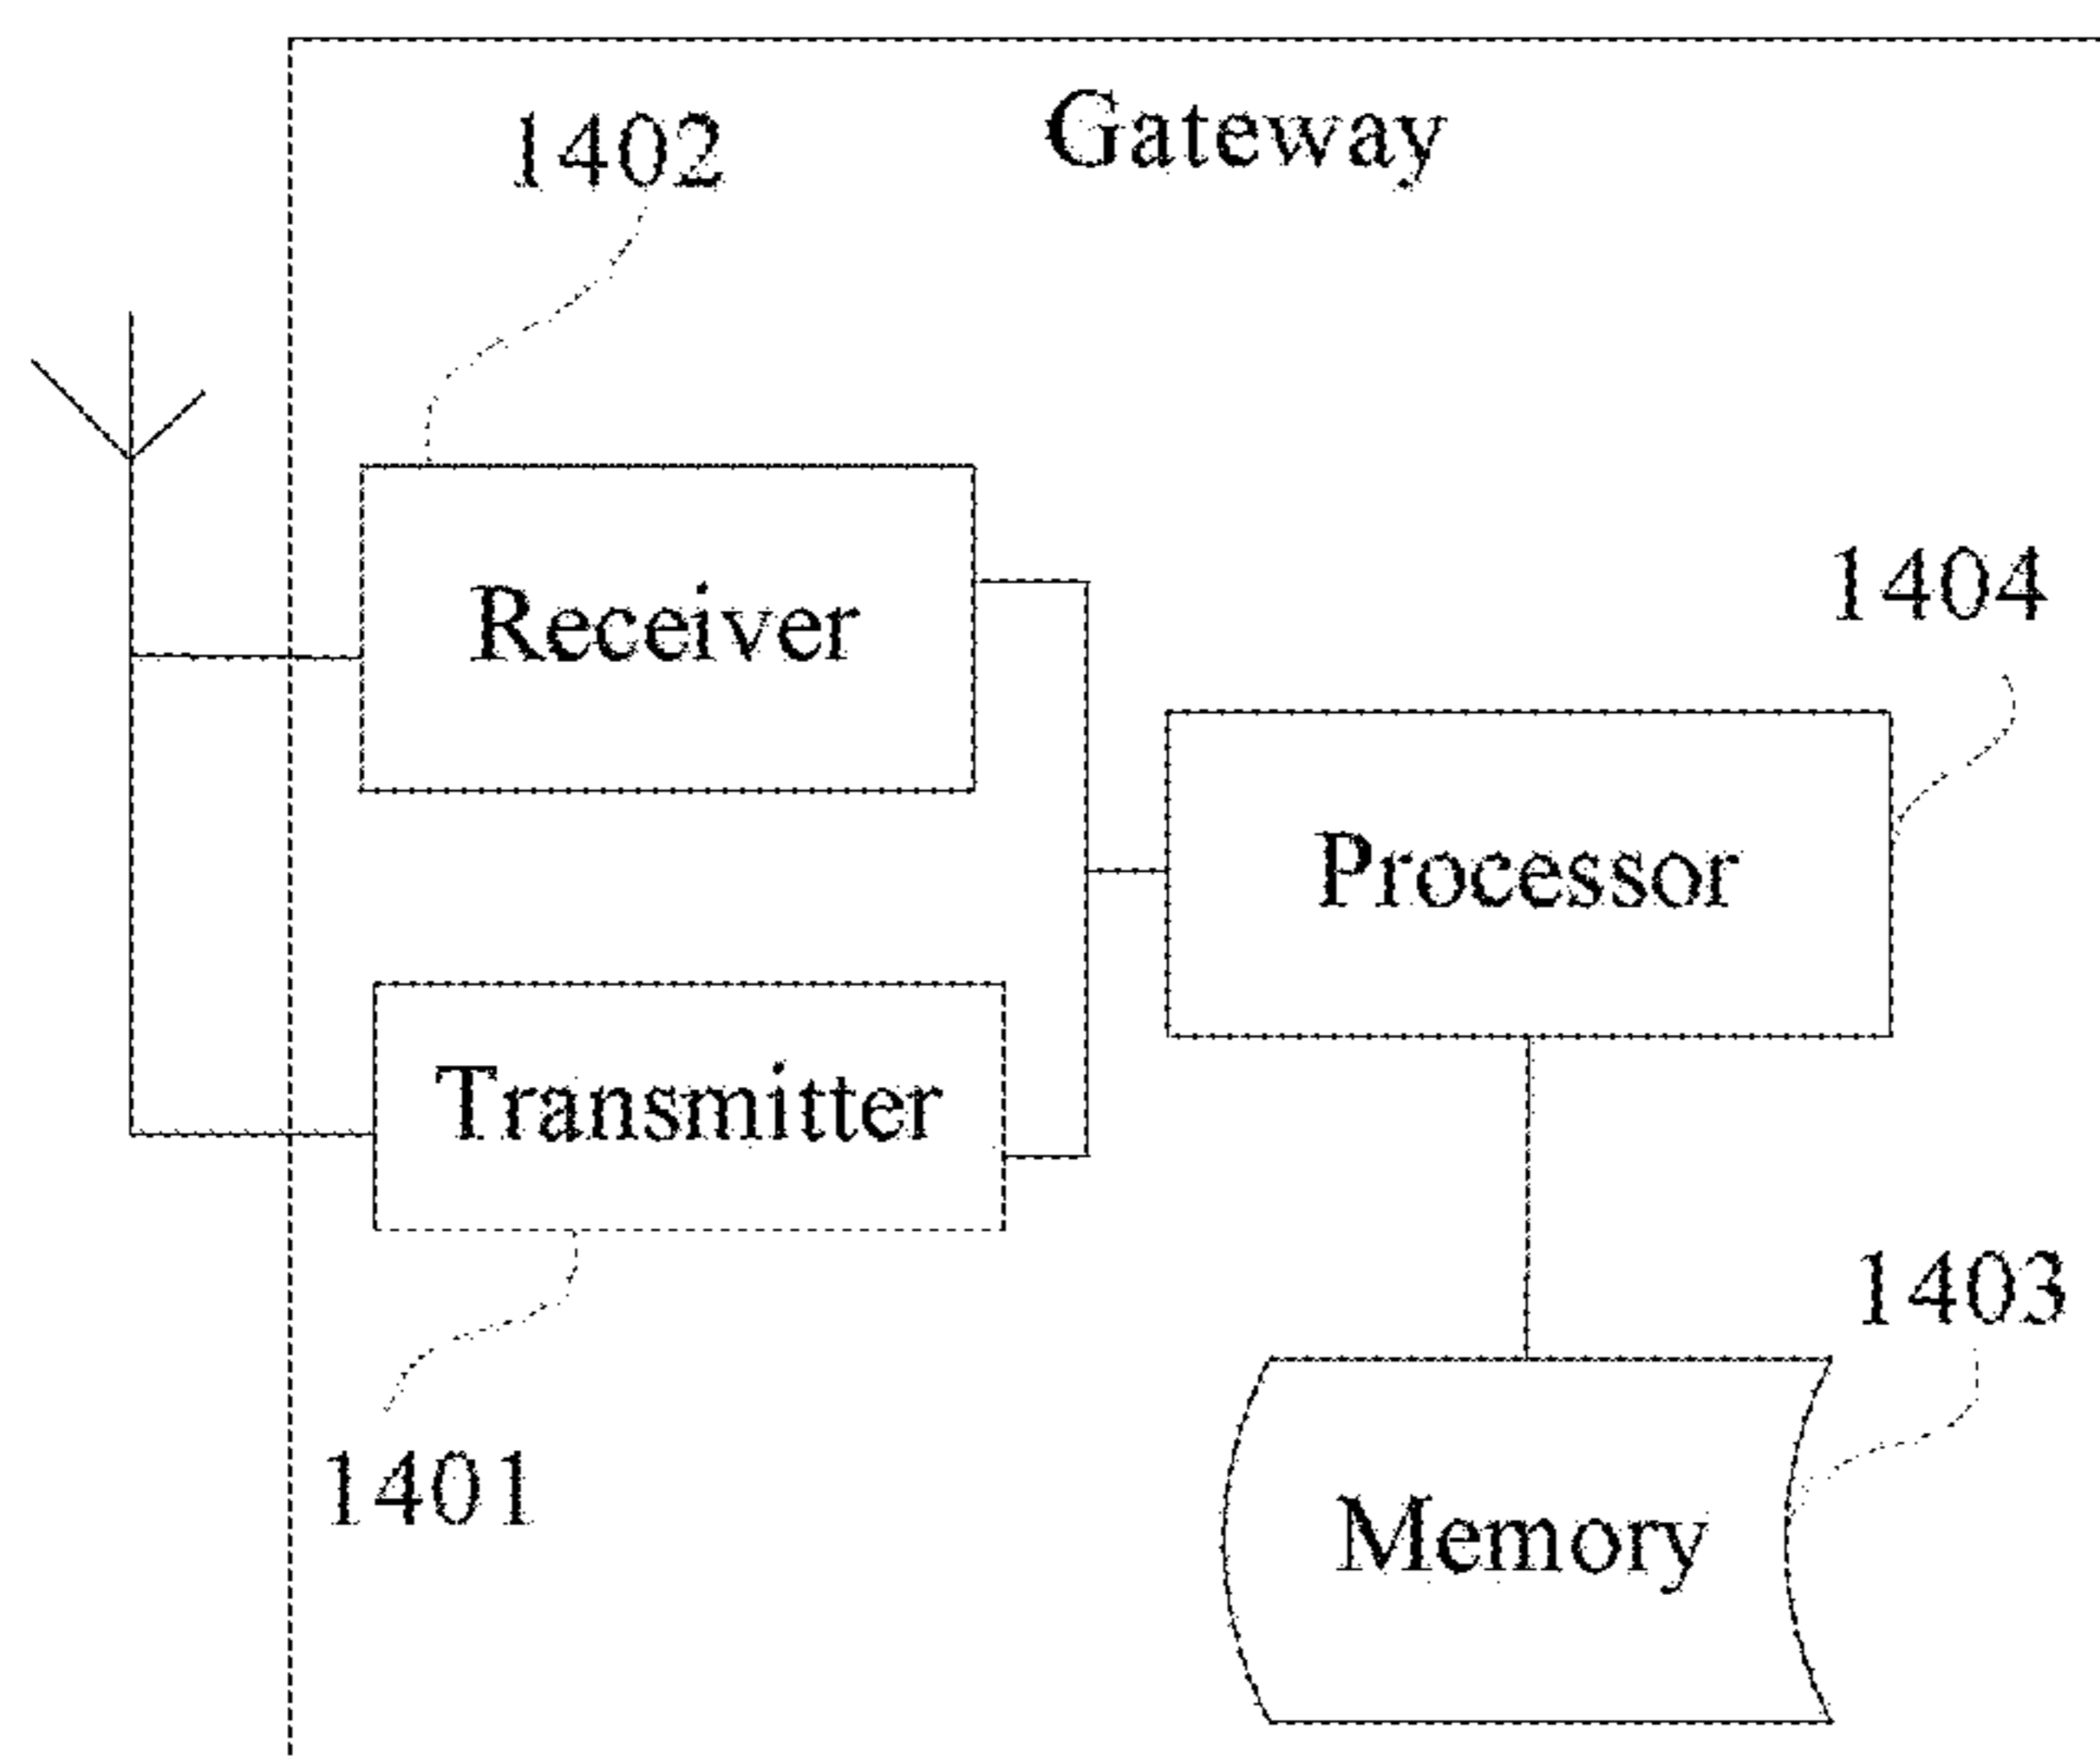 Gateway
1402
Receiver
1404
Processor
Transmitter
1403
1401
Memory